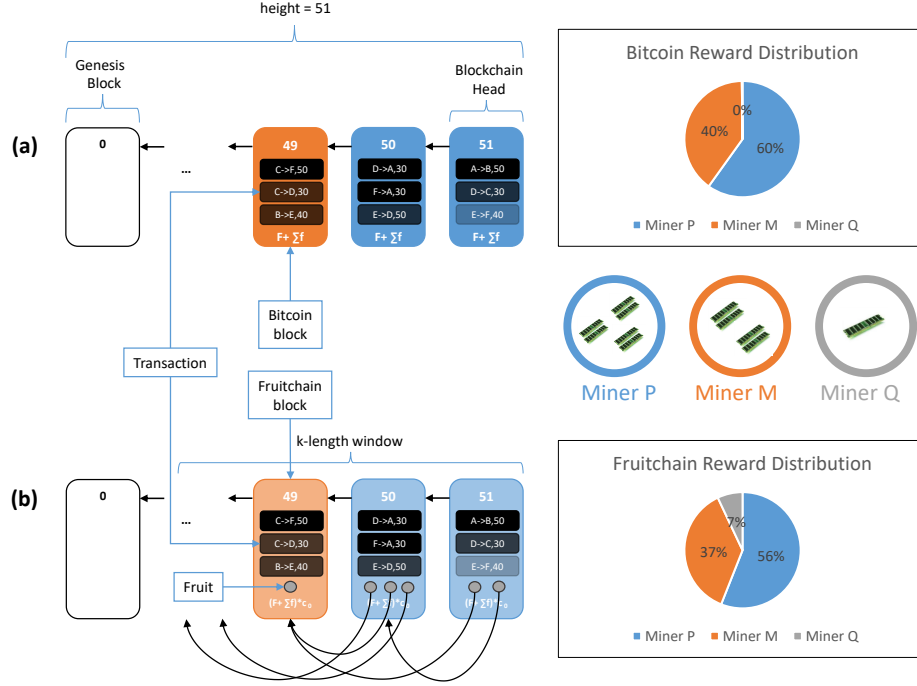 height = 51
Genesis
Block
Blockchain
Head
(a)
0
...
49
C->F,50
C->D,30
B->E,40
F+ ∑f
50
D->A,30
F->A,30
E->D,50
F+ ∑f
51
A->B,50
D->C,30
E->F,40
F+ ∑f
Bitcoin
block
Transaction
Fruitchain
block
k-length window
(b)
0
...
49
C->F,50
C->D,30
B->E,40
(F+ ∑f)*c₀
50
D->A,30
F->A,30
E->D,50
(F+ ∑f)*c₀
51
A->B,50
D->C,30
E->F,40
(F+ ∑f)*c₀
Fruit
Bitcoin Reward Distribution
0%
40%
60%
Miner P
Miner M
Miner Q
Miner P
Miner M
Miner Q
Fruitchain Reward Distribution
7%
37%
56%
Miner P
Miner M
Miner Q